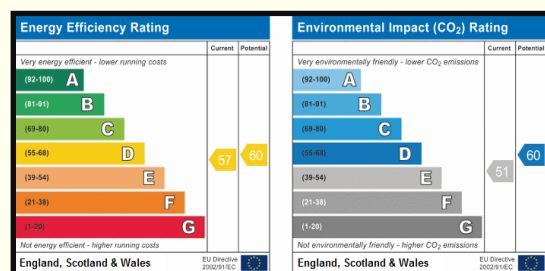 Energy Efficiency Rating
Current Potential
Very energy efficient - lower running costs
(92-100) A
(81-91) B
(69-80) C
(55-68) D
(39-54) E
(21-38) F
(1-20) G
57
60
Not energy efficient - higher running costs
England, Scotland & Wales
EU Directive
2002/91/EC
Environmental Impact (CO₂) Rating
Current Potential
Very environmentally friendly - lower CO₂ emissions
(92-100) A
(81-91) B
(69-80) C
(55-68) D
(39-54) E
(21-38) F
(1-20) G
51
60
Not environmentally friendly - higher CO₂ emissions
England, Scotland & Wales
EU Directive
2002/91/EC